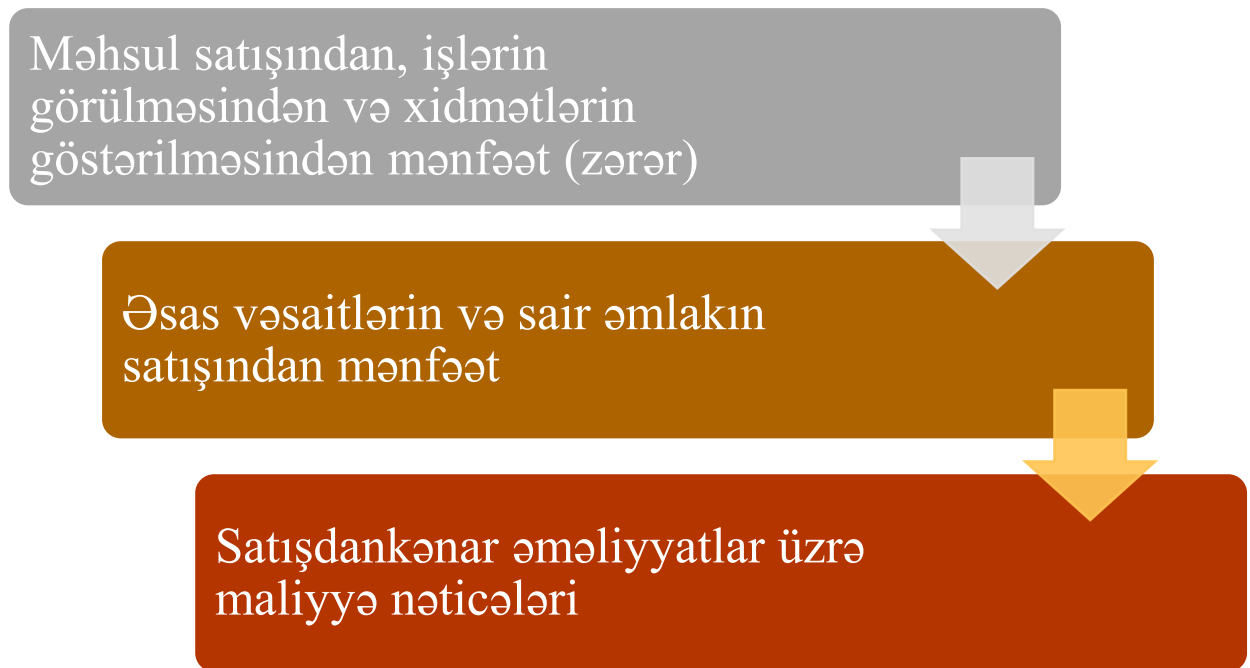 Məhsul satışından, işlərin
görülməsindən və xidmətlərin
göstərilməsindən mənfəət (zərər)
Əsas vəsaitlərin və sair əmlakın
satışından mənfəət
Satışdankənar əməliyyatlar üzrə
maliyyə nəticələri